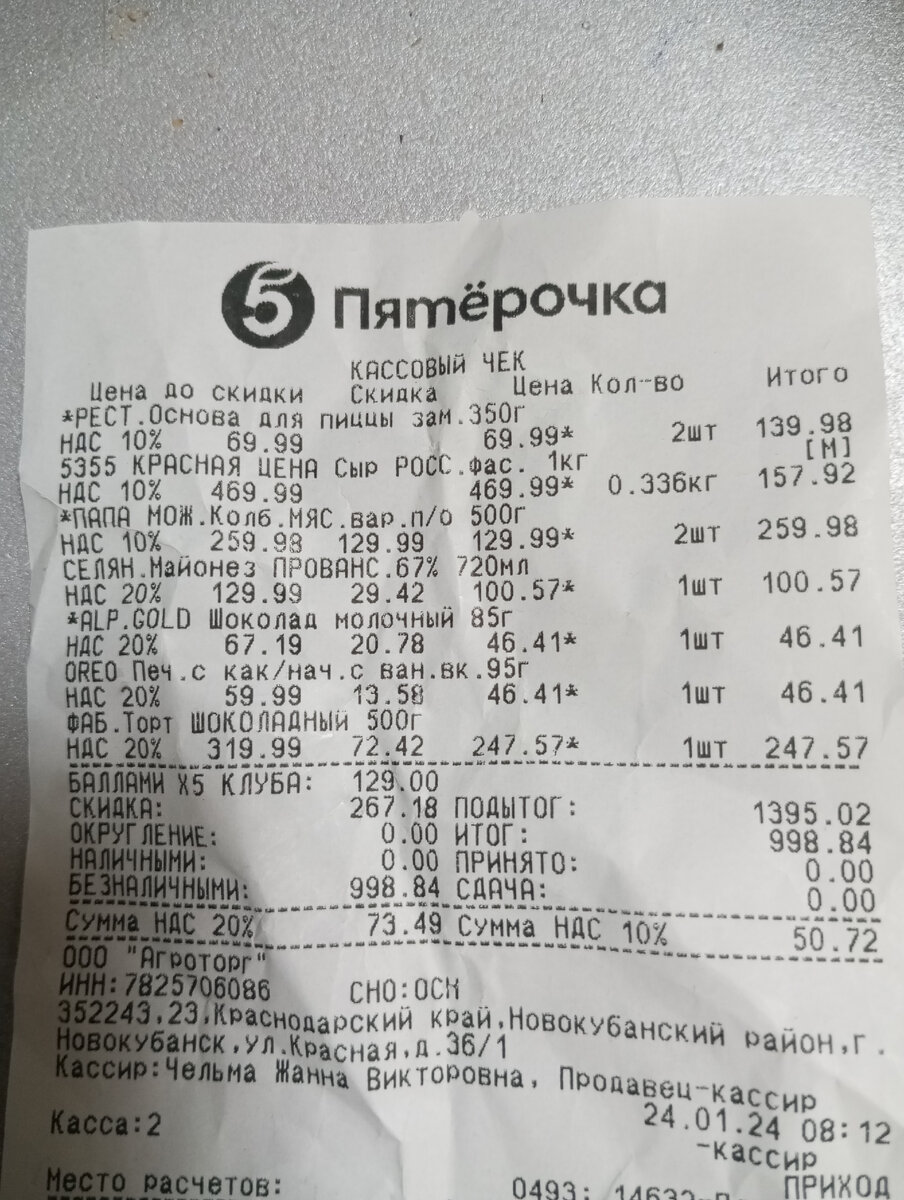 5 Пятёрочка
КАССОВЫЙ ЧЕК
Цена до скидки Скидка Цена Кол-во Итого
*РЕСТ.Основа для пиццы зам.350г
НДС 10% 69.99 69.99* 2шт 139.98
[М]
5355 КРАСНАЯ ЦЕНА Сыр РОСС.фас. 1кг
НДС 10% 469.99 469.99* 0.336кг 157.92
*ПАПА МОЖ.Колб.МЯС.вар.п/о 500г
НДС 10% 259.98 129.99 129.99* 2шт 259.98
СЕЛЯН.Майонез ПРОВАНС.67% 720мл
НДС 20% 129.99 29.42 100.57* 1шт 100.57
*ALP.GOLD Шоколад молочный 85г
НДС 20% 67.19 20.78 46.41* 1шт 46.41
OREO Печ.с как/нач.с ван.вк.95г
НДС 20% 59.99 13.58 46.41* 1шт 46.41
ФАБ.Торт ШОКОЛАДНЫЙ 500г
НДС 20% 319.99 72.42 247.57* 1шт 247.57
БАЛЛАМИ Х5 КЛУБА: 129.00
СКИДКА: 267.18 ПОДЫТОГ: 1395.02
ОКРУГЛЕНИЕ: 0.00 ИТОГ: 998.84
НАЛИЧНЫМИ: 0.00 ПРИНЯТО: 0.00
БЕЗНАЛИЧНЫМИ: 998.84 СДАЧА: 0.00
Сумма НДС 20% 73.49 Сумма НДС 10% 50.72
ООО "Агроторг"
ИНН:7825706086 СНО:ОСН
352243,23,Краснодарский край,Новокубанский район,г.
Новокубанск,ул.Красная,д.36/1
Кассир:Чельма Жанна Викторовна, Продавец-кассир
Касса:2 24.01.24 08:12
-кассир
Место расчетов: 0493: ПРИХОД